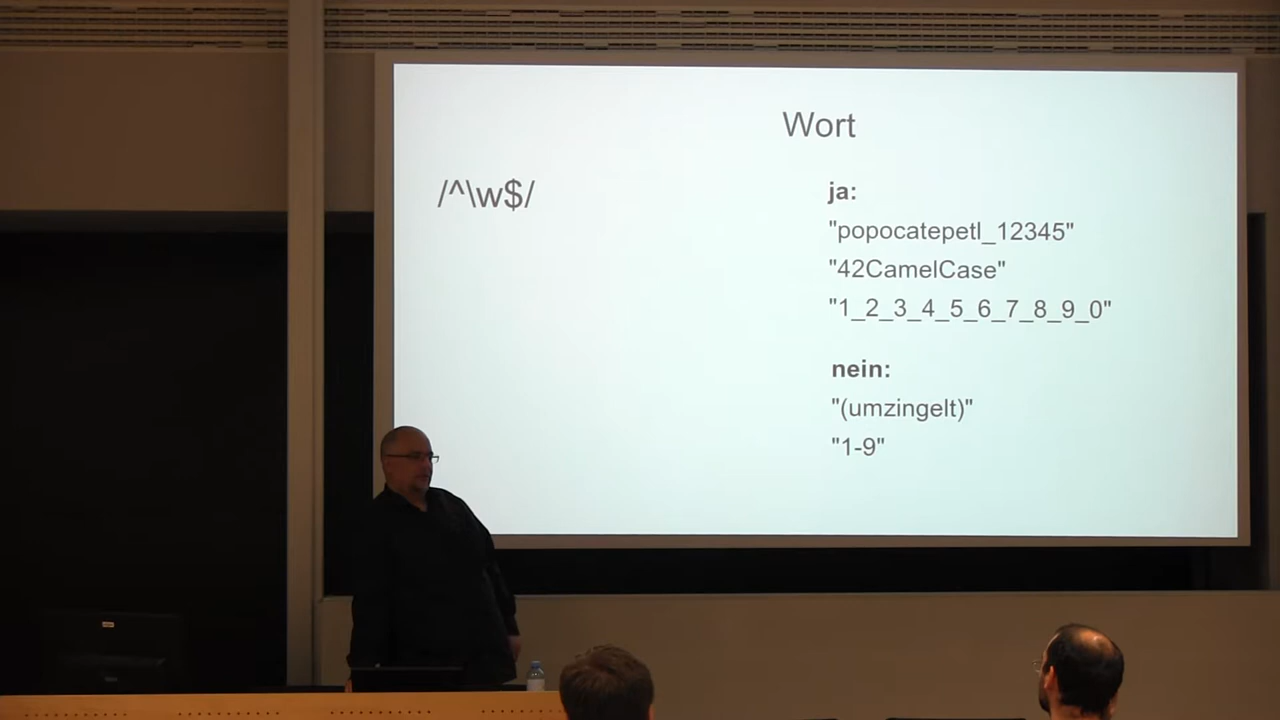 Wort
/^\w$/
ja:
"popocatepetl_12345"
"42CamelCase"
"1_2_3_4_5_6_7_8_9_0"
nein:
"(umzingelt)"
"1-9"